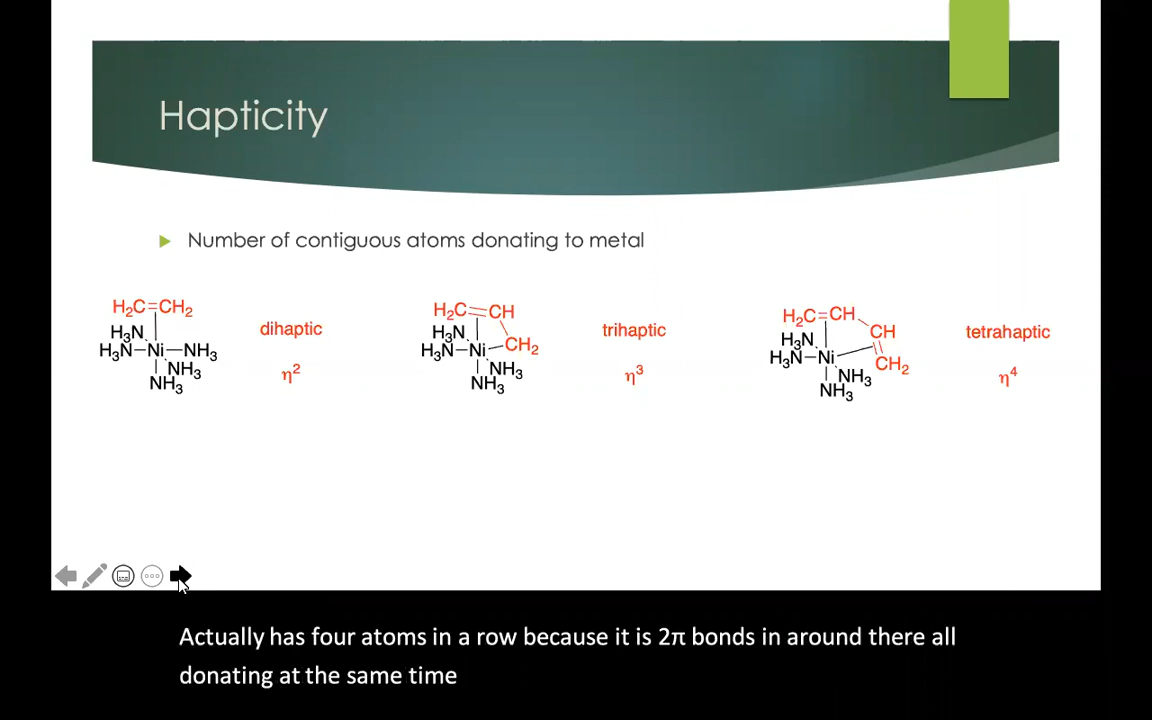 Hapticity
Number of contiguous atoms donating to metal
H₂C=CH₂
H₃N
H₃N–Ni–NH₃
NH₃
NH₃
dihaptic
η²
H₂C=CH
H₃N
H₃N–Ni–CH₂
NH₃
NH₃
trihaptic
η³
H₂C=CH
CH
H₃N
H₃N–Ni
CH₂
NH₃
NH₃
tetrahaptic
η⁴
Actually has four atoms in a row because it is 2π bonds in around there all
donating at the same time